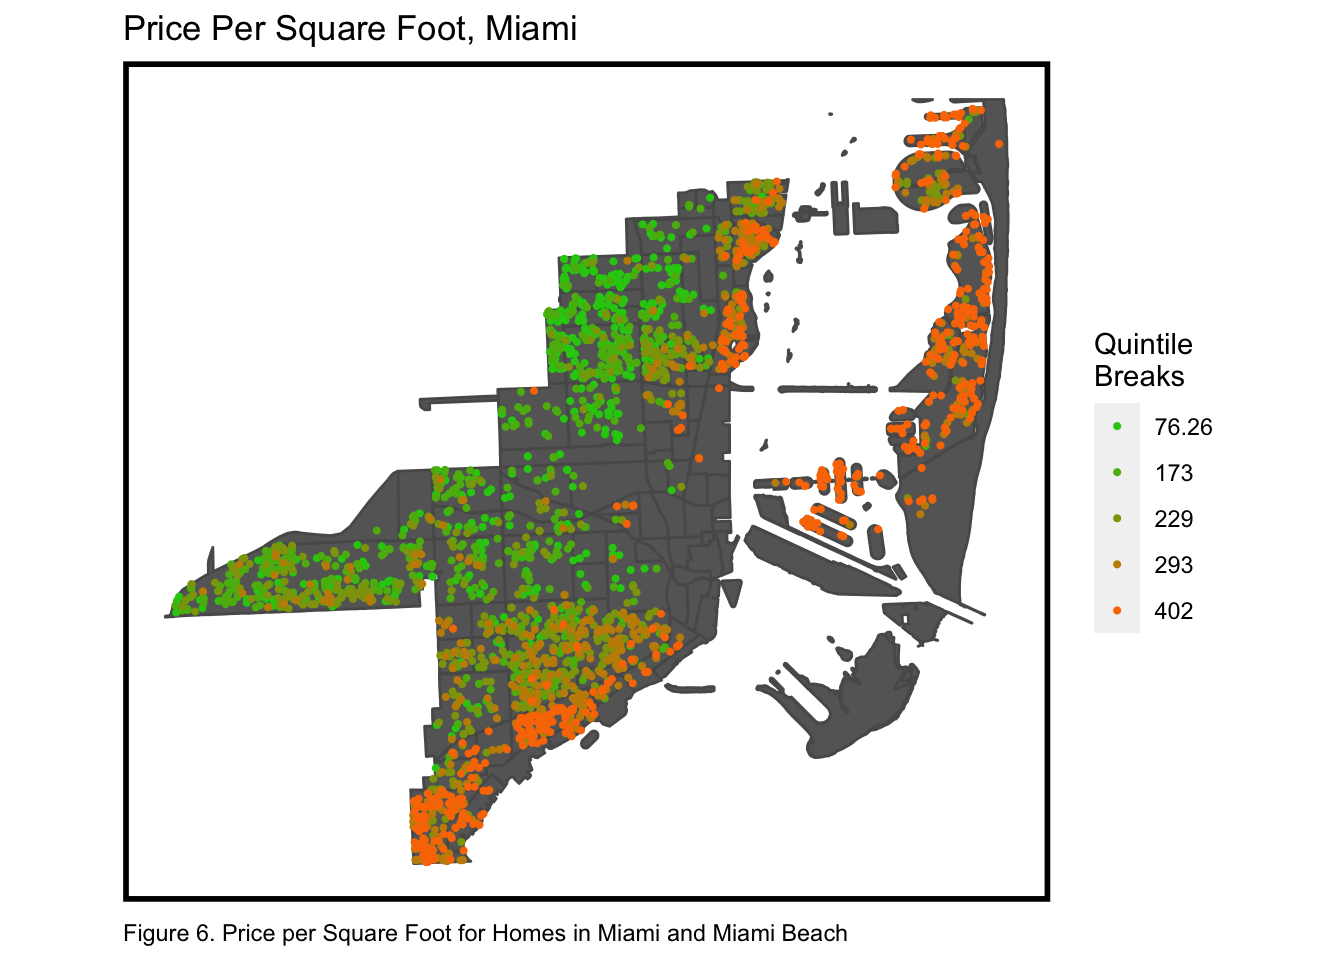 Price Per Square Foot, Miami
Quintile
Breaks
76.26
173
229
293
402
Figure 6. Price per Square Foot for Homes in Miami and Miami Beach